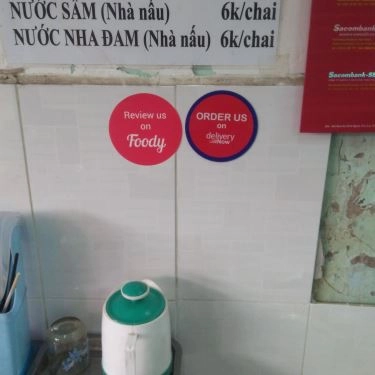 NƯỚC SÂM (Nhà nấu) 6k/chai
NƯỚC NHA ĐAM (Nhà nấu) 6k/chai
Review us
on
Foody
ORDER US
on
delivery
Now
Sacombank
Sacombank-SB